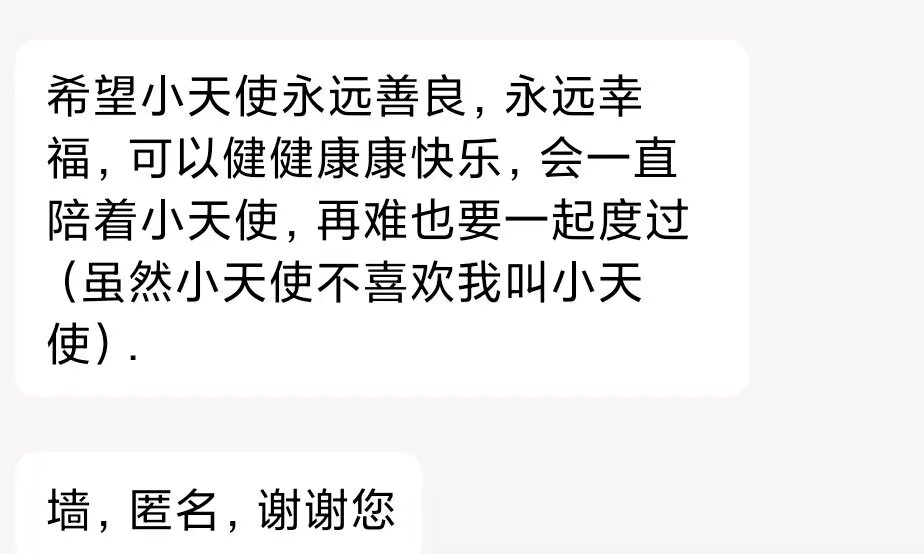 希望小天使永远善良，永远幸
福，可以健健康康快乐，会一直
陪着小天使，再难也要一起度过
（虽然小天使不喜欢我叫小天
使）.
墙，匿名，谢谢您